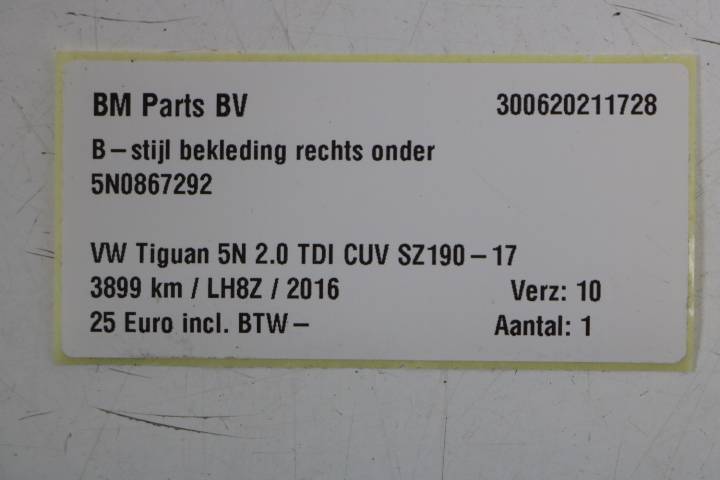 BM Parts BV 300620211728
B-stijl bekleding rechts onder
5N0867292
VW Tiguan 5N 2.0 TDI CUV SZ190-17
3899 km / LH8Z / 2016 Verz: 10
25 Euro incl. BTW- Aantal: 1